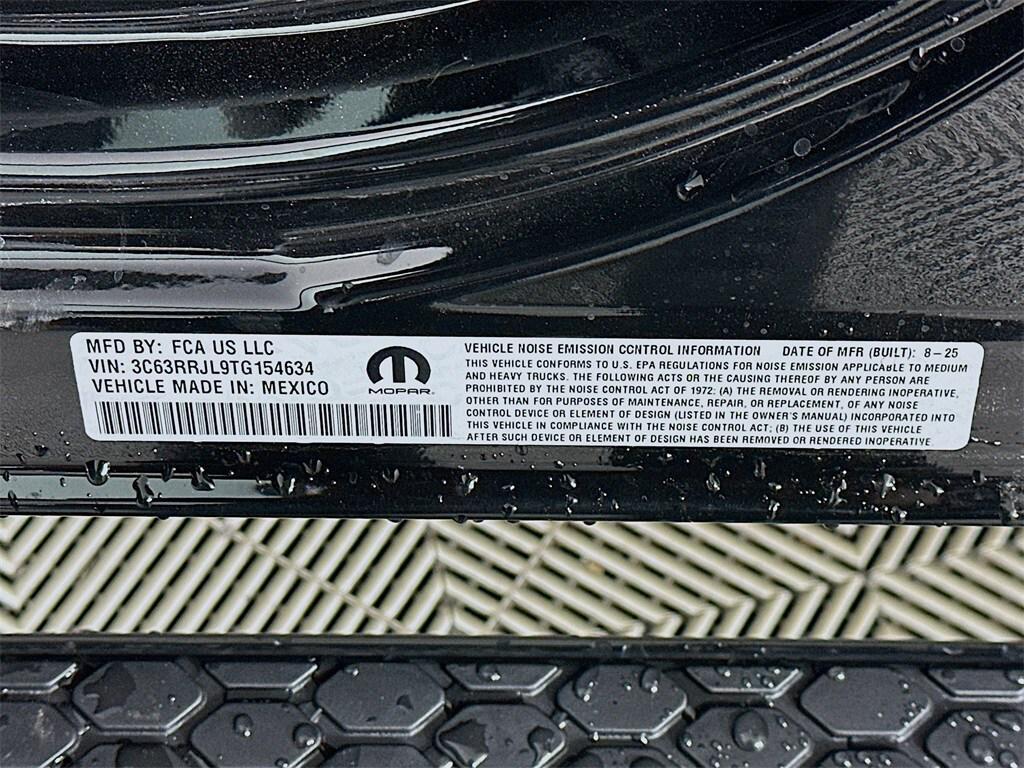 MFD BY: FCA US LLC
VIN: 3C63RRJL9TG154634
VEHICLE MADE IN: MEXICO
MOPAR
VEHICLE NOISE EMISSION CONTROL INFORMATION DATE OF MFR (BUILT): 8-25
THIS VEHICLE CONFORMS TO U.S. EPA REGULATIONS FOR NOISE EMISSION APPLICABLE TO MEDIUM
AND HEAVY TRUCKS. THE FOLLOWING ACTS OR THE CAUSING THEREOF BY ANY PERSON ARE
PROHIBITED BY THE NOISE CONTROL ACT OF 1972: (A) THE REMOVAL OR RENDERING INOPERATIVE,
OTHER THAN FOR PURPOSES OF MAINTENANCE, REPAIR, OR REPLACEMENT, OF ANY NOISE
CONTROL DEVICE OR ELEMENT OF DESIGN (LISTED IN THE OWNER'S MANUAL) INCORPORATED INTO
THIS VEHICLE IN COMPLIANCE WITH THE NOISE CONTROL ACT; (B) THE USE OF THIS VEHICLE
AFTER SUCH DEVICE OR ELEMENT OF DESIGN HAS BEEN REMOVED OR RENDERED INOPERATIVE.